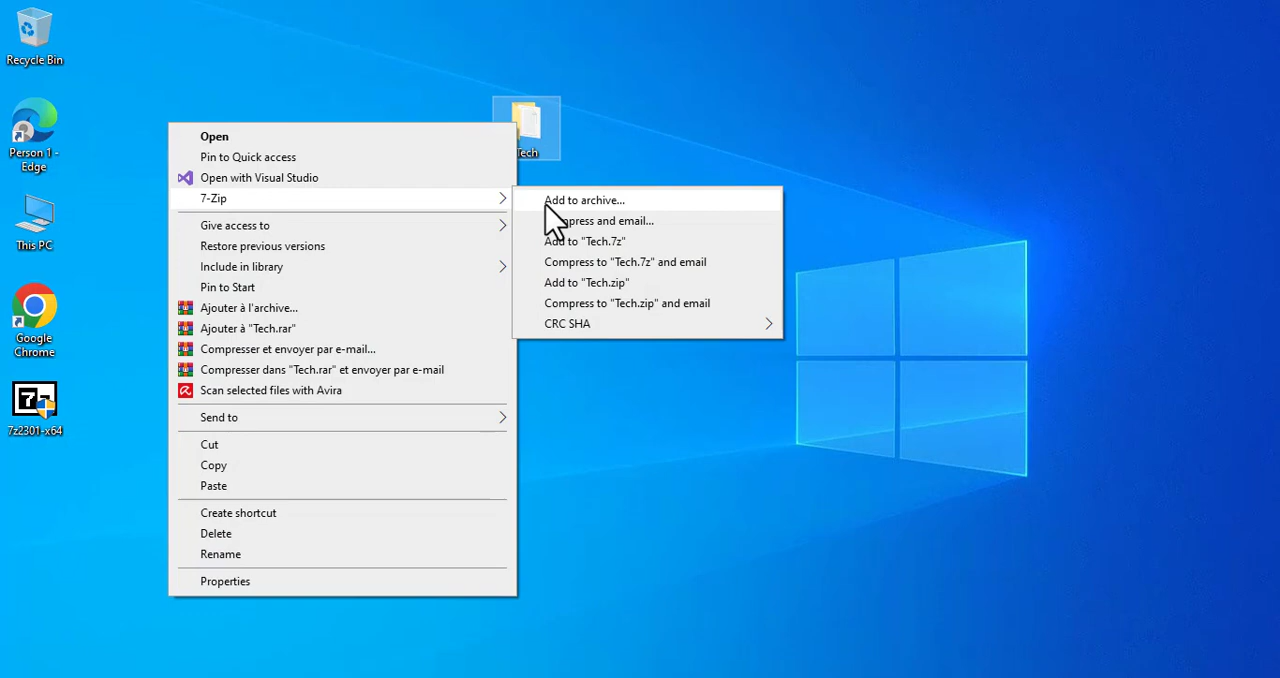 Recycle Bin
Person 1 -
Edge
This PC
Google
Chrome
7z2301-x64
Tech
Open
Pin to Quick access
Open with Visual Studio
7-Zip
Give access to
Restore previous versions
Include in library
Pin to Start
Ajouter à l'archive...
Ajouter à "Tech.rar"
Compresser et envoyer par e-mail...
Compresser dans "Tech.rar" et envoyer par e-mail
Scan selected files with Avira
Send to
Cut
Copy
Paste
Create shortcut
Delete
Rename
Properties
Add to archive...
and email...
Add to "Tech.7z"
Compress to "Tech.7z" and email
Add to "Tech.zip"
Compress to "Tech.zip" and email
CRC SHA